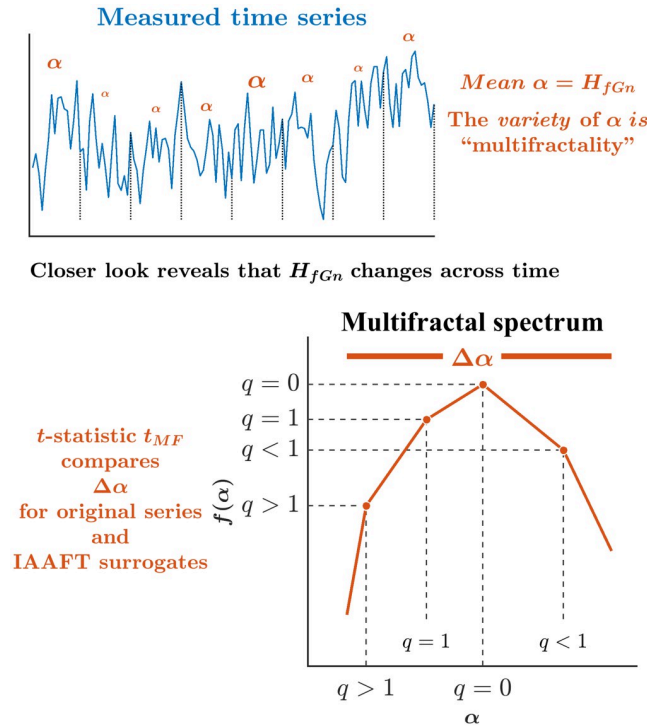 Measured time series
α
α
α
α
α
α
α
α
Mean α = H_fGn
The variety of α is
“multifractality”
Closer look reveals that H_fGn changes across time
Multifractal spectrum
Δα
q = 0
q = 1
q < 1
q > 1
f(α)
t-statistic t_MF
compares
Δα
for original series
and
IAAFT surrogates
q = 1
q < 1
q > 1
q = 0
α